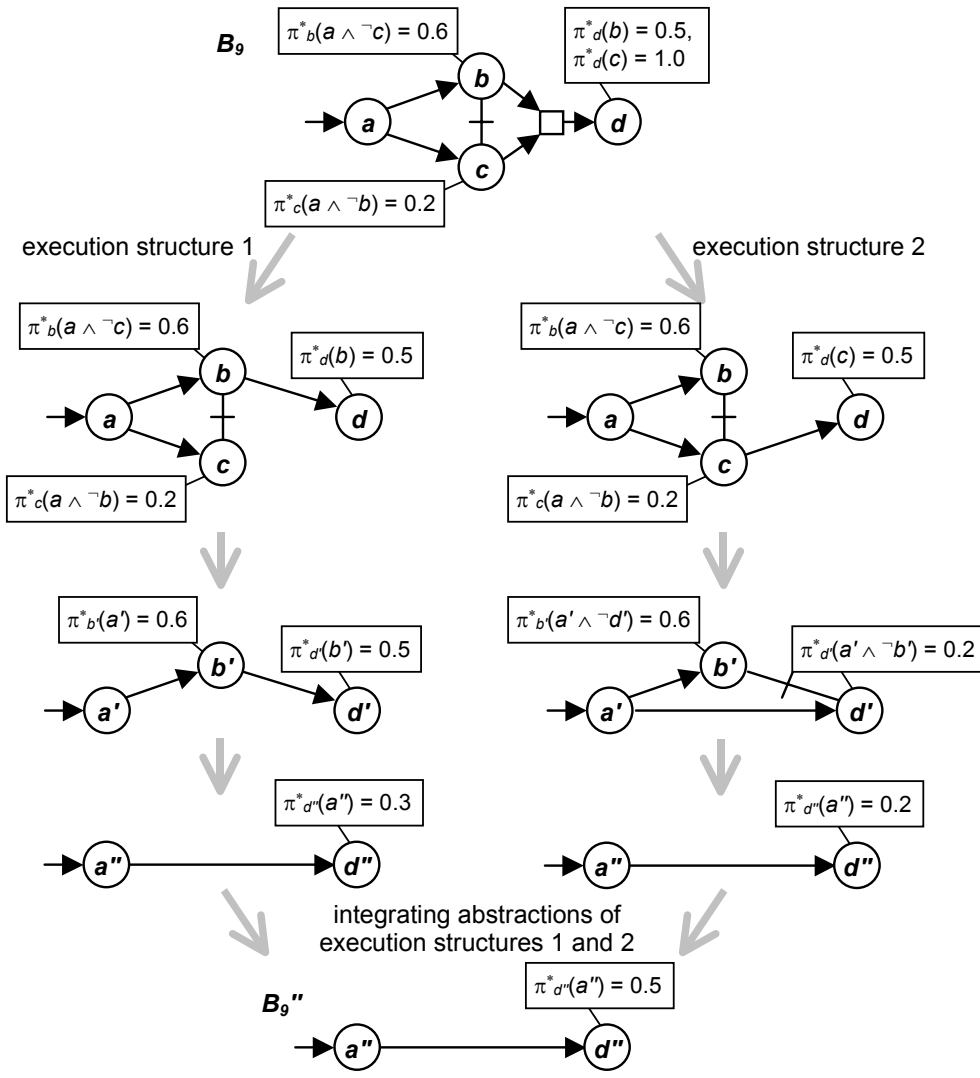 B₉
π*b(a ∧ ¬c) = 0.6
π*d(b) = 0.5,
π*d(c) = 1.0
b
a
d
c
π*c(a ∧ ¬b) = 0.2
execution structure 1
execution structure 2
π*b(a ∧ ¬c) = 0.6
π*d(b) = 0.5
b
a
d
c
π*c(a ∧ ¬b) = 0.2
π*b(a ∧ ¬c) = 0.6
π*d(c) = 0.5
b
a
d
c
π*c(a ∧ ¬b) = 0.2
π*b'(a') = 0.6
π*d'(b') = 0.5
b'
a'
d'
π*b'(a' ∧ ¬d') = 0.6
π*d'(a' ∧ ¬b') = 0.2
b'
a'
d'
π*d''(a'') = 0.3
a''
d''
π*d''(a'') = 0.2
a''
d''
integrating abstractions of
execution structures 1 and 2
B₉''
π*d''(a'') = 0.5
a''
d''